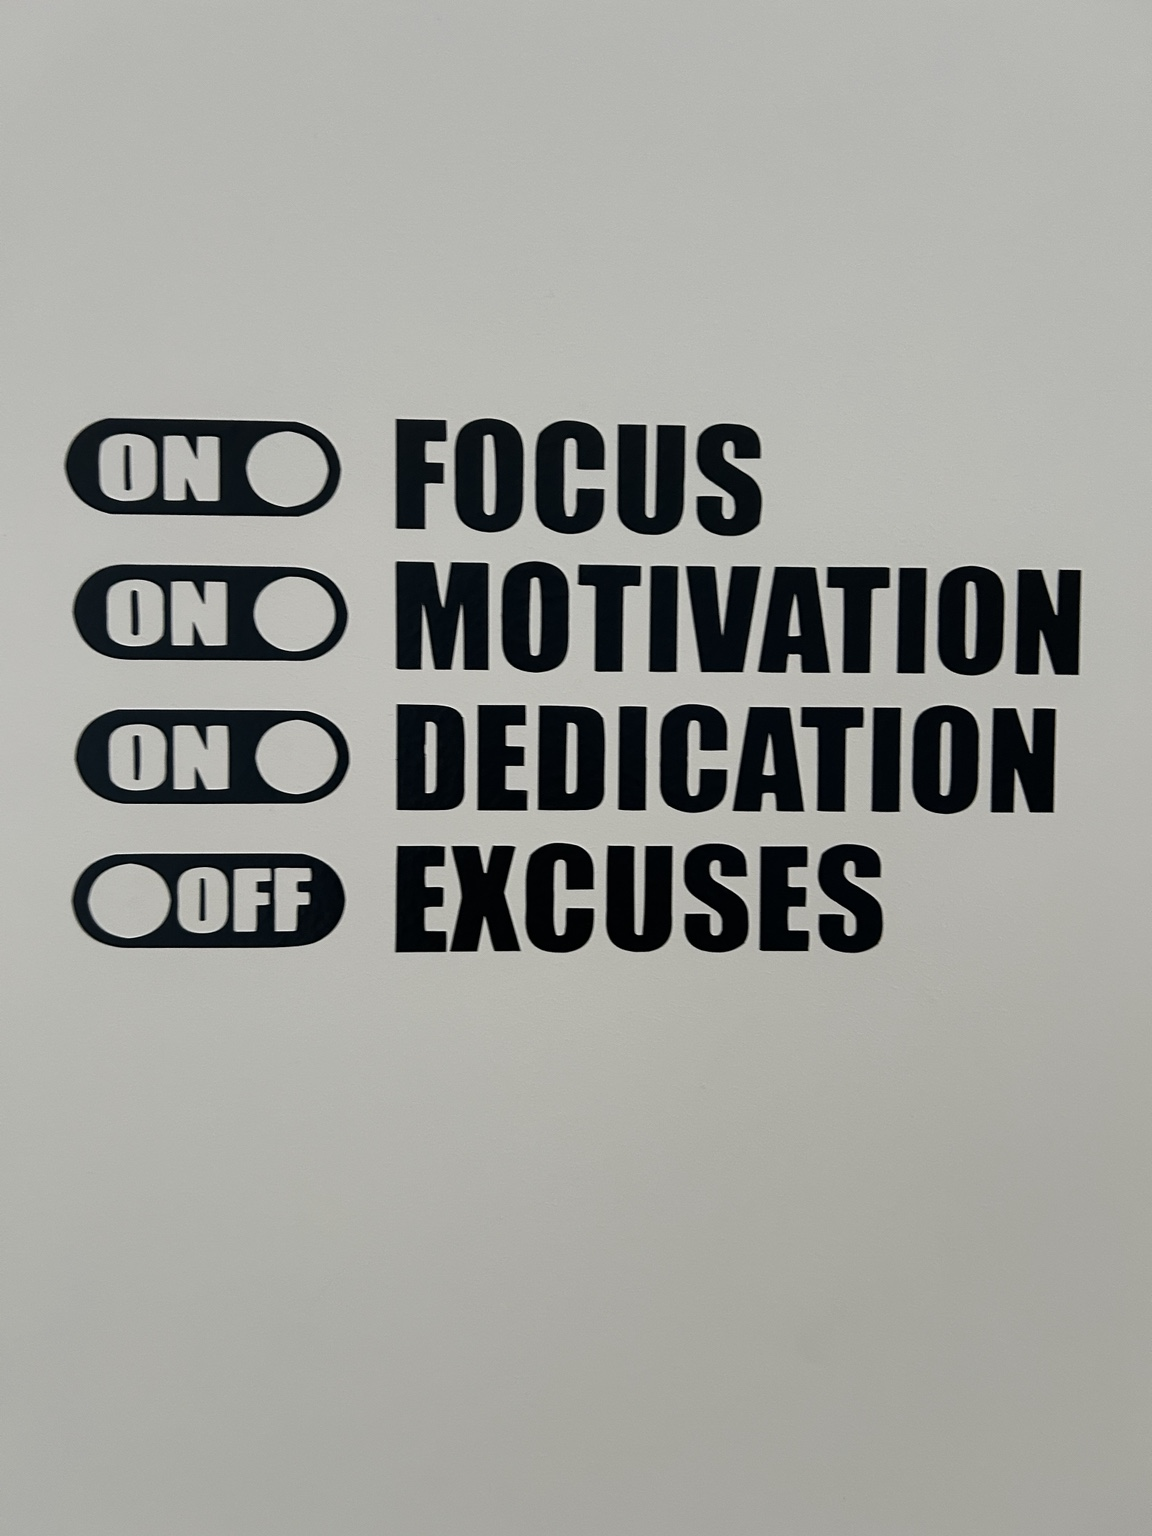 ON FOCUS
ON MOTIVATION
ON DEDICATION
OFF EXCUSES